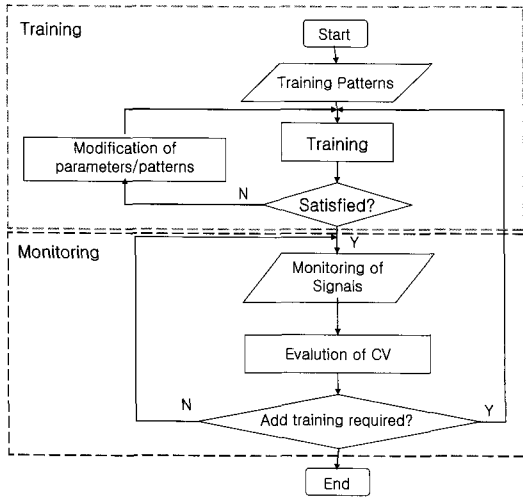 Training
Start
Training Patterns
Modification of
parameters/patterns
Training
N
Satisfied?
Y
Monitoring
Monitoring of
Signais
Evalution of CV
N
Add training required?
Y
End